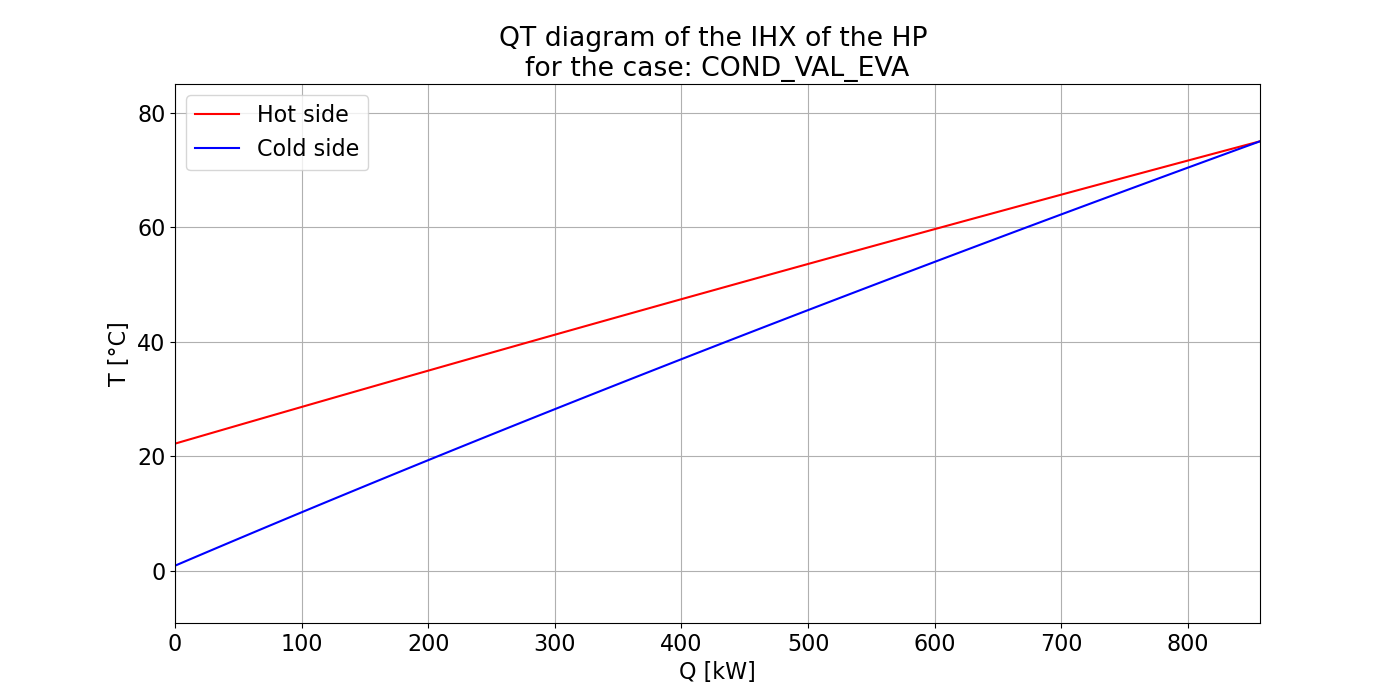 QT diagram of the IHX of the HP
for the case: COND_VAL_EVA
Hot side
Cold side
T [°C]
80
60
40
20
0
0 100 200 300 400 500 600 700 800
Q [kW]